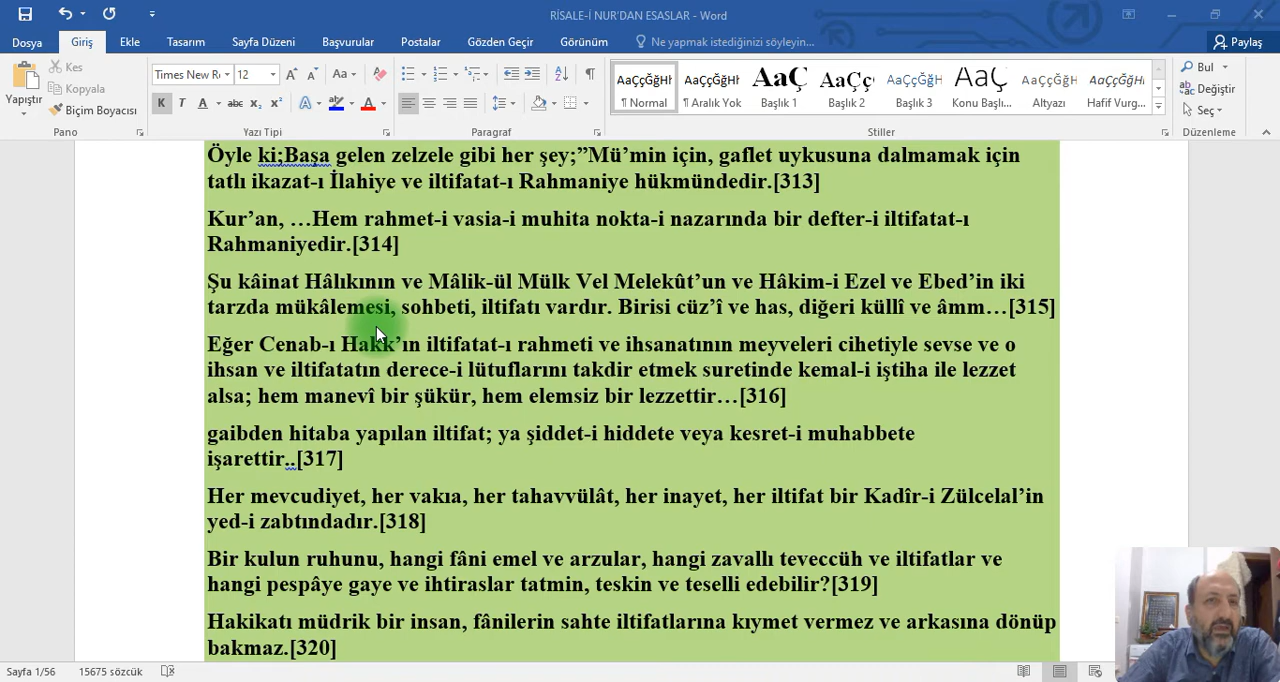 RİSALE-İ NUR'DAN ESASLAR - Word
Dosya Giriş Ekle Tasarım Sayfa Düzeni Başvurular Postalar Gözden Geçir Görünüm Ne yapmak istediğinizi söyleyin... Paylaş
Yapıştır
Kes
Kopyala
Biçim Boyacısı
Pano
Times New Ro 12
Yazı Tipi
Paragraf
AaÇçĞğHł AaÇçĞğHł AaÇ AaÇç AaÇçĞğH AaÇ AaÇçĞğH AaÇçĞğHł
¶ Normal ¶ Aralık Yok Başlık 1 Başlık 2 Başlık 3 Konu Başlı... Altyazı Hafif Vurg...
Stiller
Bul
Değiştir
Seç
Düzenleme
Öyle ki;Başa gelen zelzele gibi her şey;”Mü’min için, gaflet uykusuna dalmamak için
tatlı ikazat-ı İlahiye ve iltifatat-ı Rahmaniye hükmündedir.[313]
Kur’an, …Hem rahmet-i vasia-i muhita nokta-i nazarında bir defter-i iltifatat-ı
Rahmaniyedir.[314]
Şu kâinat Hâlıkının ve Mâlik-ül Mülk Vel Melekût’un ve Hâkim-i Ezel ve Ebed’in iki
tarzda mükâlemesi, sohbeti, iltifatı vardır. Birisi cüz’î ve has, diğeri küllî ve âmm…[315]
Eğer Cenab-ı Hakk’ın iltifatat-ı rahmeti ve ihsanatının meyveleri cihetiyle sevse ve o
ihsan ve iltifatatın derece-i lütuflarını takdir etmek suretinde kemal-i iştiha ile lezzet
alsa; hem manevî bir şükür, hem elemsiz bir lezzettir…[316]
gaibden hitaba yapılan iltifat; ya şiddet-i hiddete veya kesret-i muhabbete
işarettir..[317]
Her mevcudiyet, her vakıa, her tahavvülât, her inayet, her iltifat bir Kadîr-i Zülcelal’in
yed-i zabtındadır.[318]
Bir kulun ruhunu, hangi fâni emel ve arzular, hangi zavallı teveccüh ve iltifatlar ve
hangi pespâye gaye ve ihtiraslar tatmin, teskin ve teselli edebilir?[319]
Hakikatı müdrik bir insan, fânilerin sahte iltifatlarına kıymet vermez ve arkasına dönüp
bakmaz.[320]
Sayfa 1/56 15675 sözcük